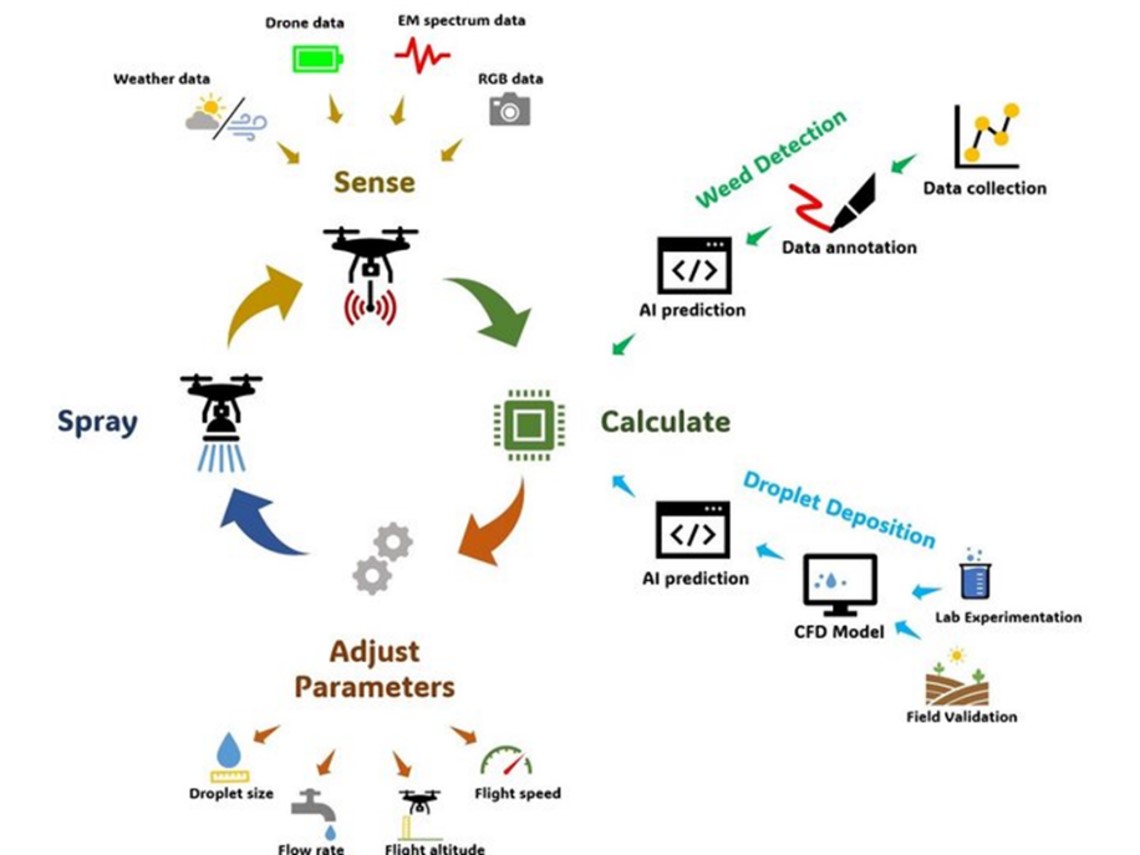 Drone data
EM spectrum data
Weather data
RGB data
Sense
Weed Detection
Data collection
Data annotation
</>
AI prediction
Spray
Calculate
Droplet Deposition
</>
AI prediction
CFD Model
Lab Experimentation
Field Validation
Adjust
Parameters
Droplet size
Flight speed
Flow rate
Flight altitude